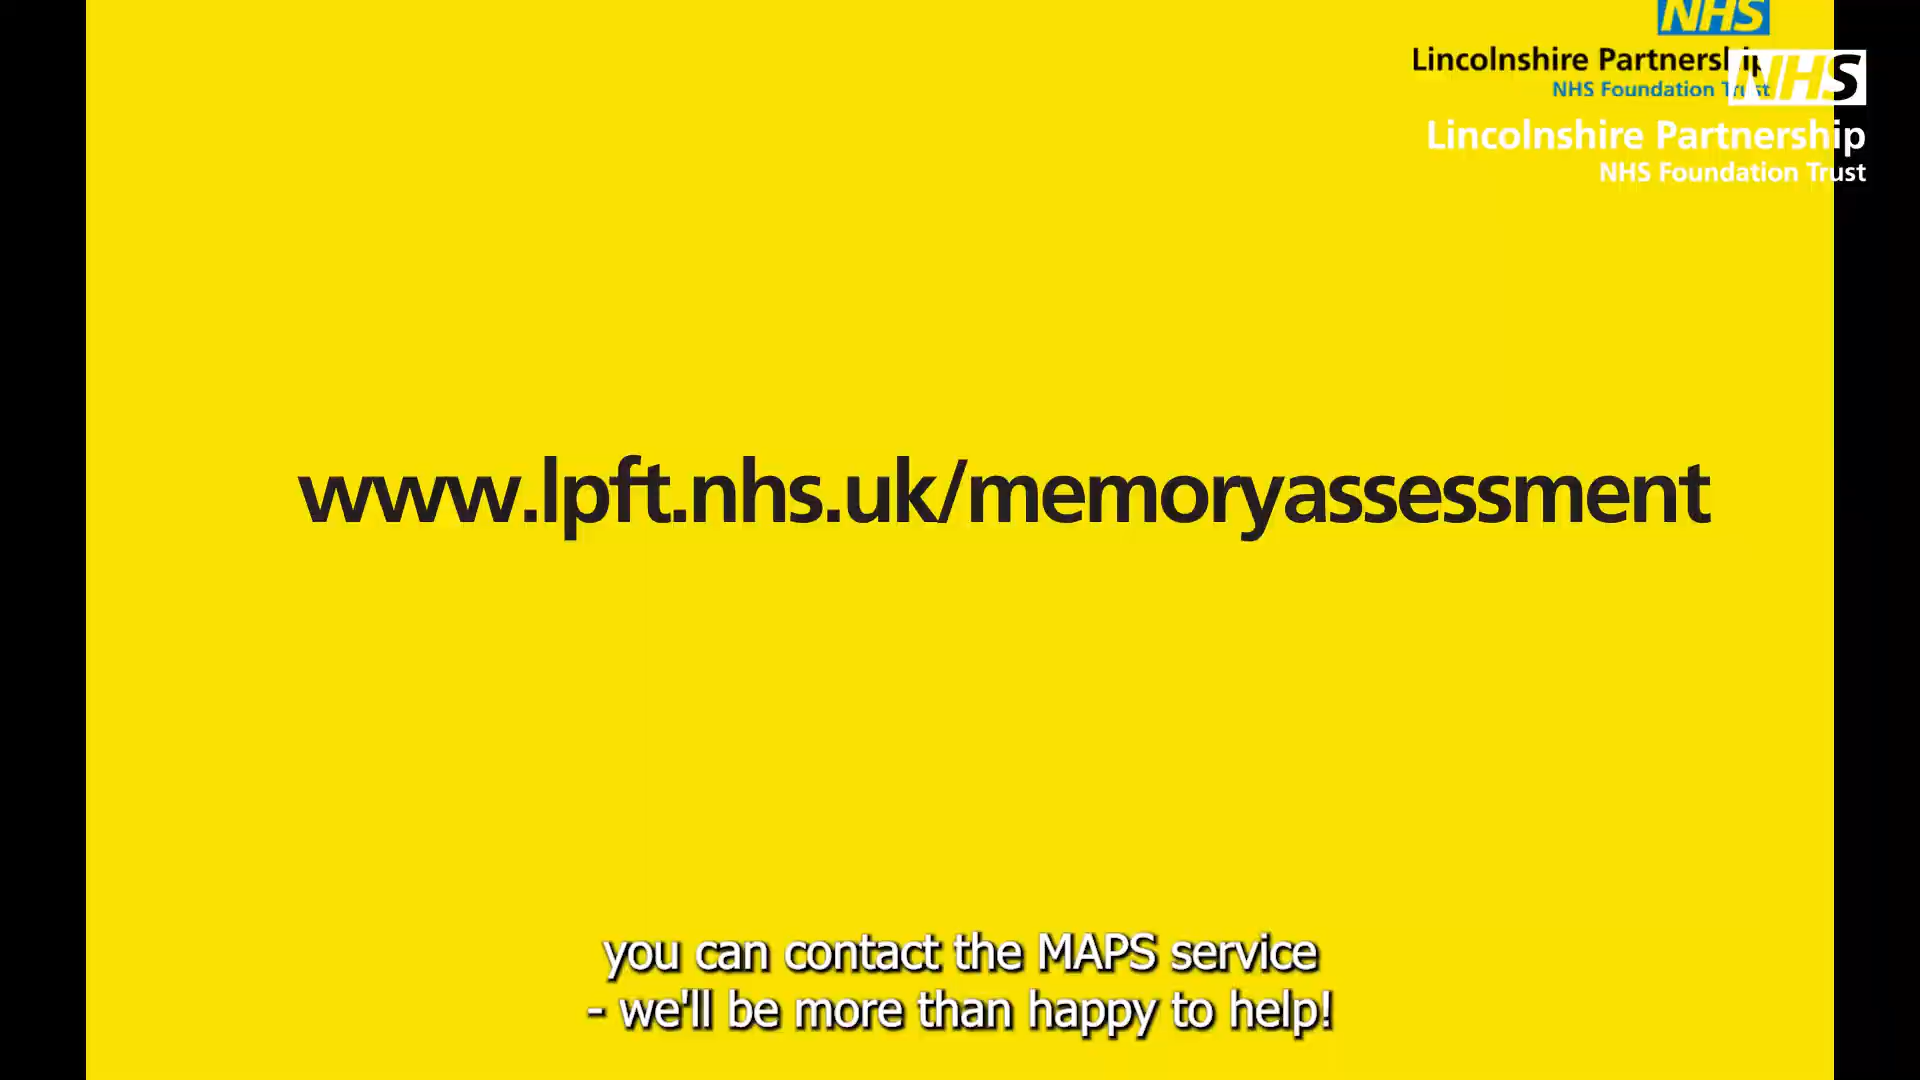 NHS
Lincolnshire Partnership
NHS Foundation Trust
NHS
Lincolnshire Partnership
NHS Foundation Trust
www.lpft.nhs.uk/memoryassessment
you can contact the MAPS service
- we'll be more than happy to help!